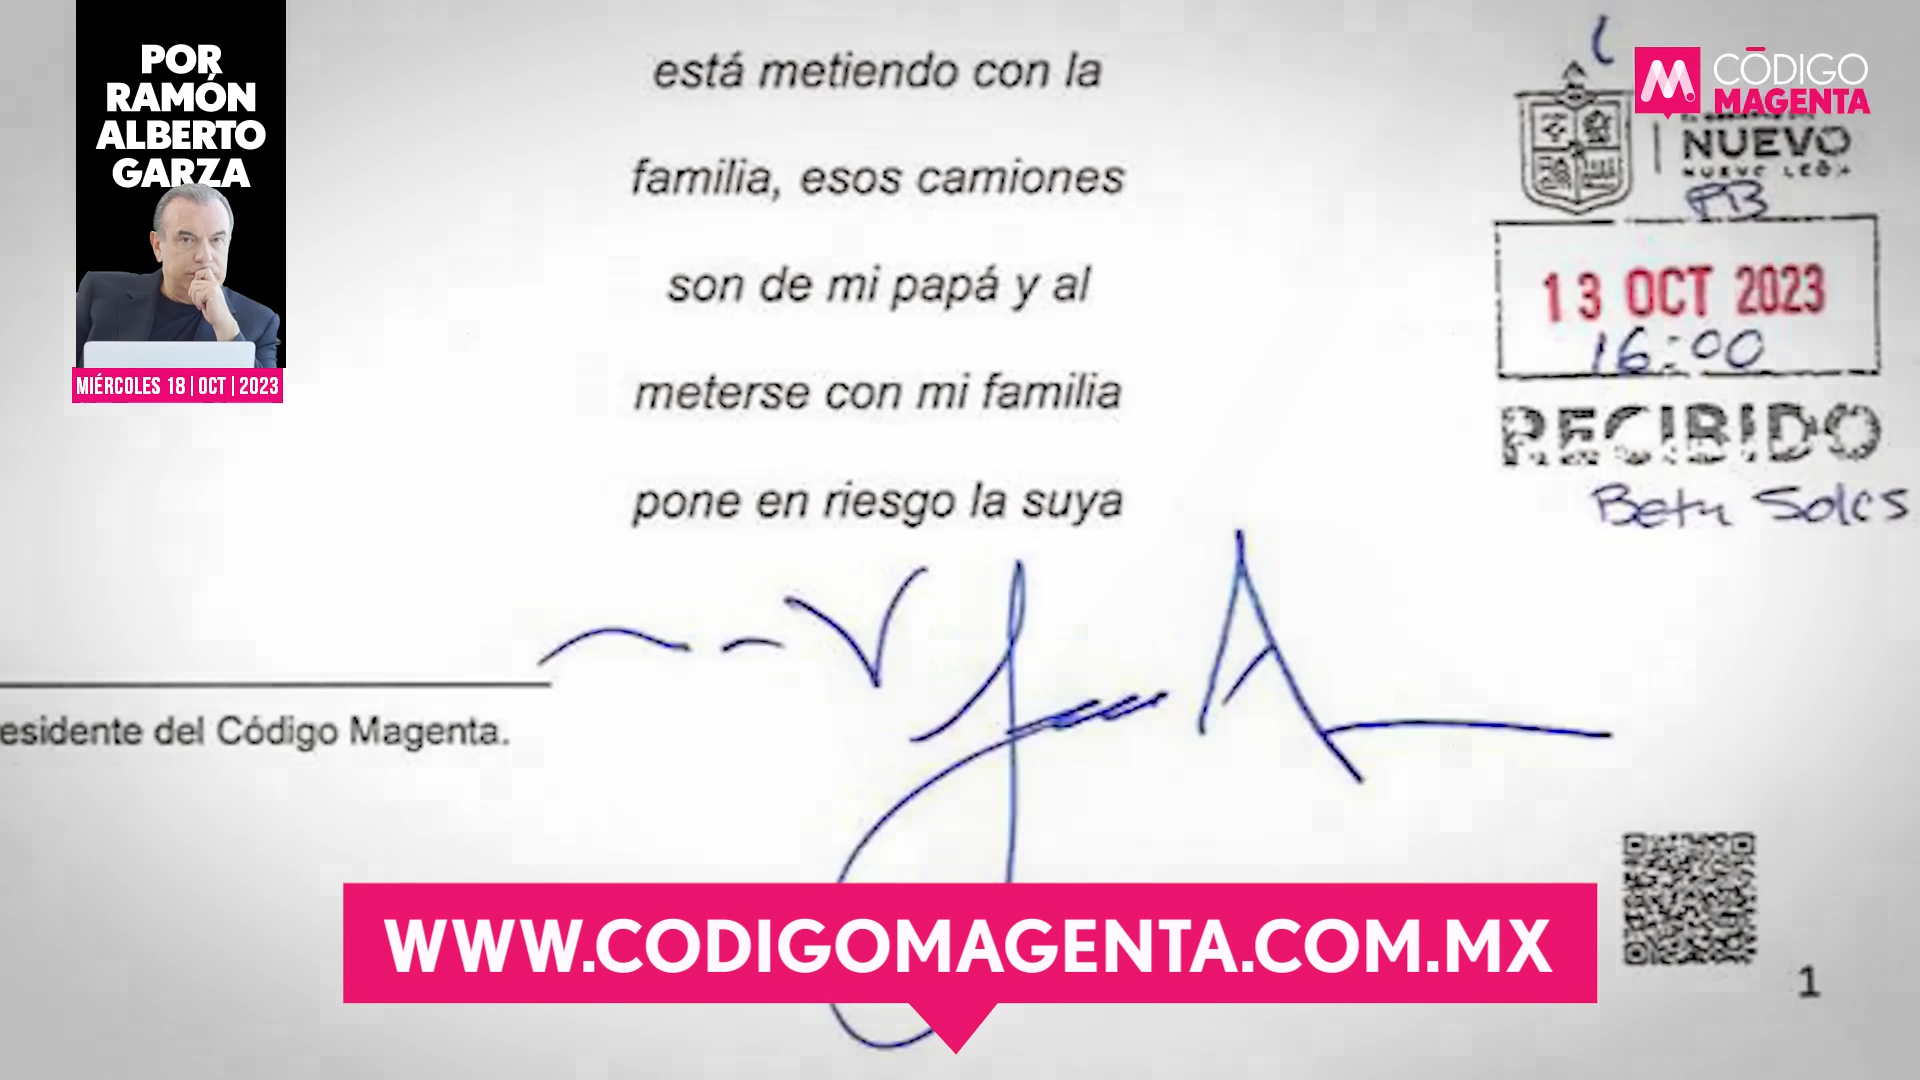 POR
RAMÓN
ALBERTO
GARZA
MIÉRCOLES 18 | OCT | 2023
está metiendo con la
familia, esos camiones
son de mi papá y al
meterse con mi familia
pone en riesgo la suya
esidente del Código Magenta.
CÓDIGO
MAGENTA
NUEVO
NUEVO LEÓN
PB
13 OCT 2023
16:00
RECIBIDO
WWW.CODIGOMAGENTA.COM.MX
1